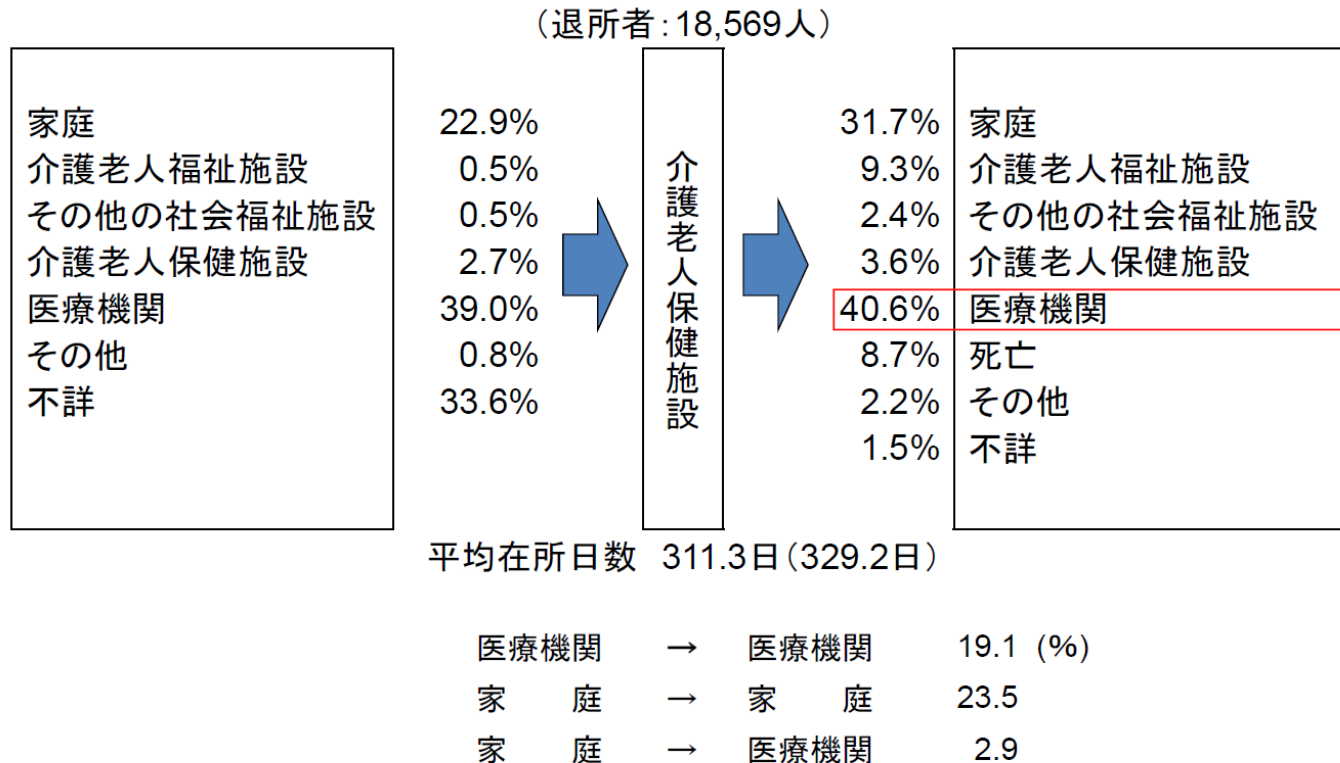 （退所者：18,569人）
家庭 22.9%
介護老人福祉施設 0.5%
その他の社会福祉施設 0.5%
介護老人保健施設 2.7%
医療機関 39.0%
その他 0.8%
不詳 33.6%
介護老人保健施設
31.7% 家庭
9.3% 介護老人福祉施設
2.4% その他の社会福祉施設
3.6% 介護老人保健施設
40.6% 医療機関
8.7% 死亡
2.2% その他
1.5% 不詳
平均在所日数 311.3日（329.2日）
医療機関 → 医療機関 19.1 (%)
家 庭 → 家 庭 23.5
家 庭 → 医療機関 2.9